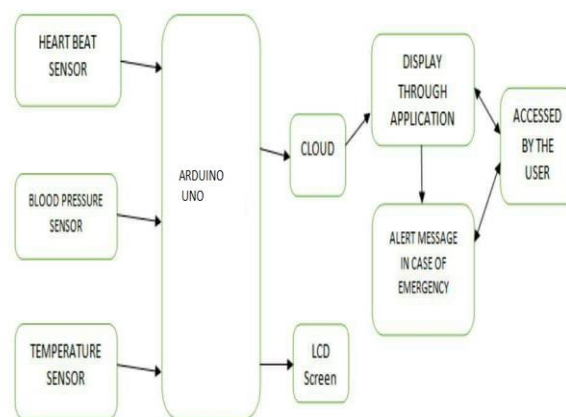 HEART BEAT
SENSOR
BLOOD PRESSURE
SENSOR
TEMPERATURE
SENSOR
ARDUINO
UNO
CLOUD
LCD
Screen
DISPLAY
THROUGH
APPLICATION
ALERT MESSAGE
IN CASE OF
EMERGENCY
ACCESSED
BY THE
USER